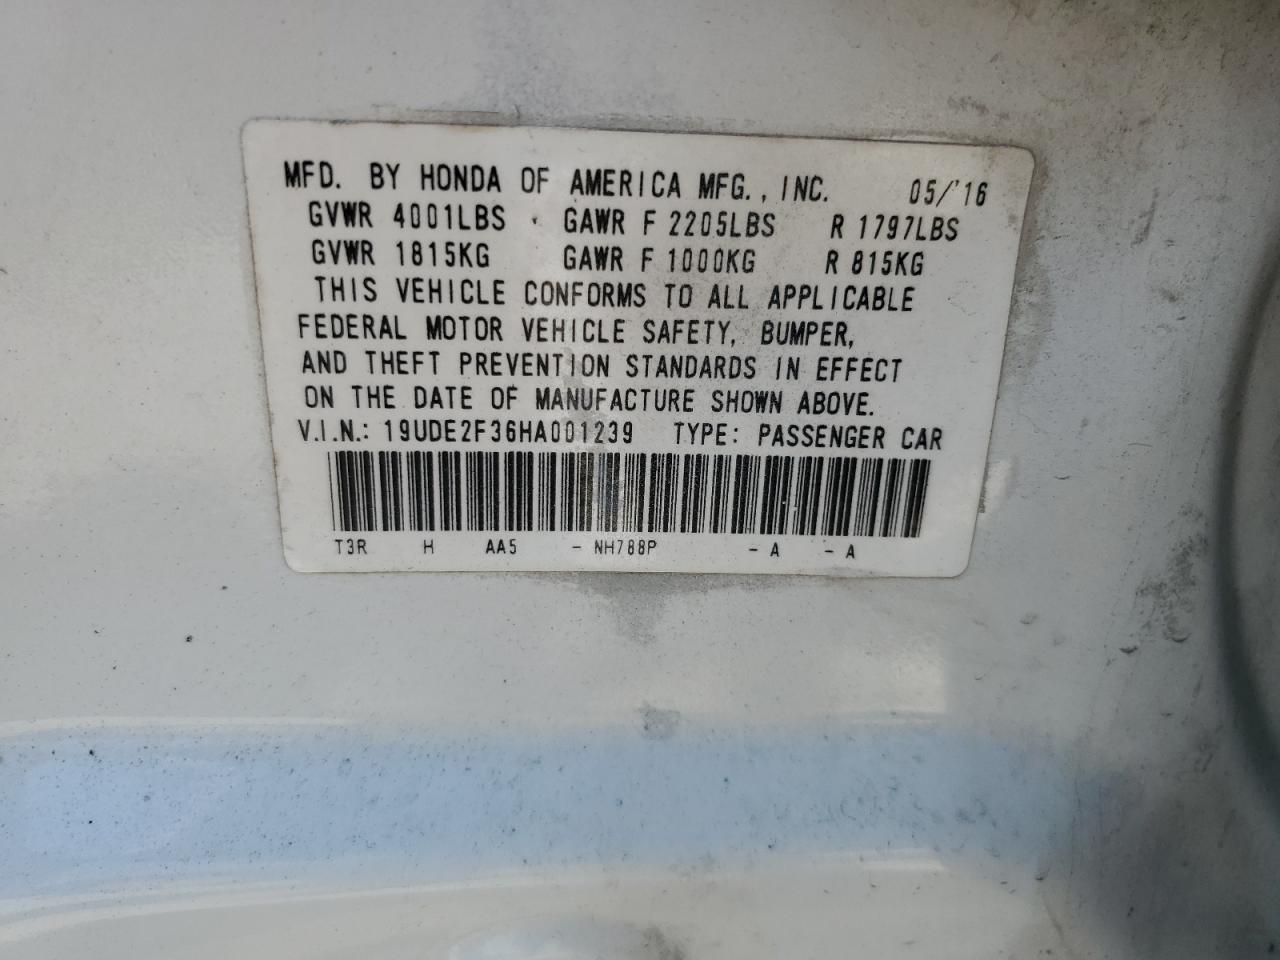 MFD. BY HONDA OF AMERICA MFG., INC. 05/'16
GVWR 4001LBS GAWR F 2205LBS R 1797LBS
GVWR 1815KG GAWR F 1000KG R 815KG
THIS VEHICLE CONFORMS TO ALL APPLICABLE
FEDERAL MOTOR VEHICLE SAFETY, BUMPER,
AND THEFT PREVENTION STANDARDS IN EFFECT
ON THE DATE OF MANUFACTURE SHOWN ABOVE.
V.I.N.: 19UDE2F36HA001239 TYPE: PASSENGER CAR
T3R H AA5 - NH788P - A - A